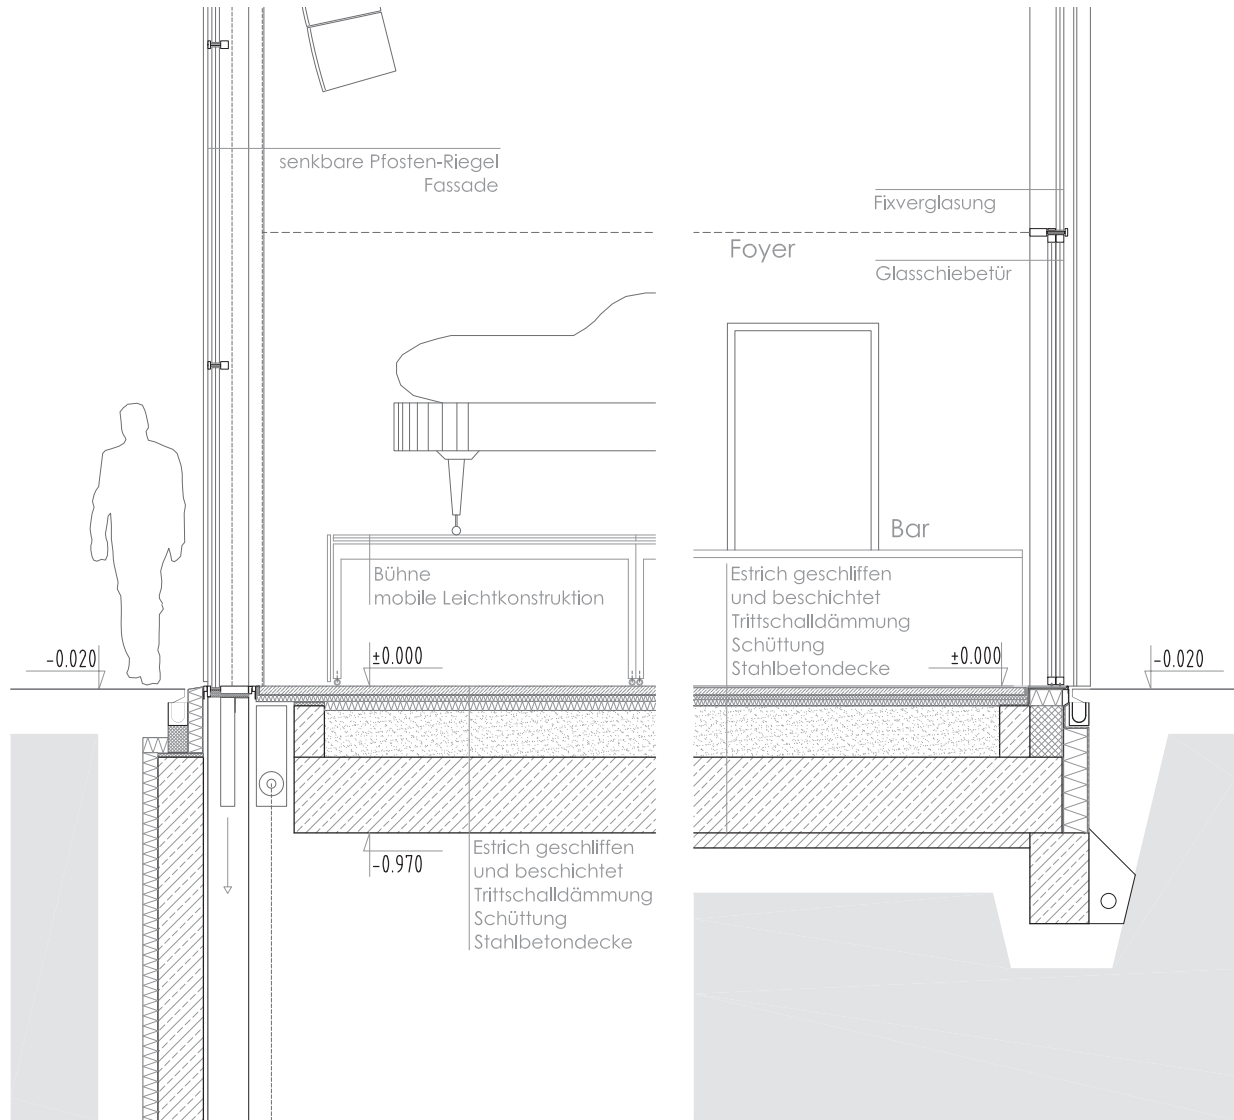 senkbare Pfosten-Riegel
Fassade
Fixverglasung
Foyer
Glasschiebetür
Bar
Bühne
mobile Leichtkonstruktion
Estrich geschliffen
und beschichtet
Trittschalldämmung
Schüttung
Stahlbetondecke
-0.020
±0.000
±0.000
-0.020
-0.970
Estrich geschliffen
und beschichtet
Trittschalldämmung
Schüttung
Stahlbetondecke